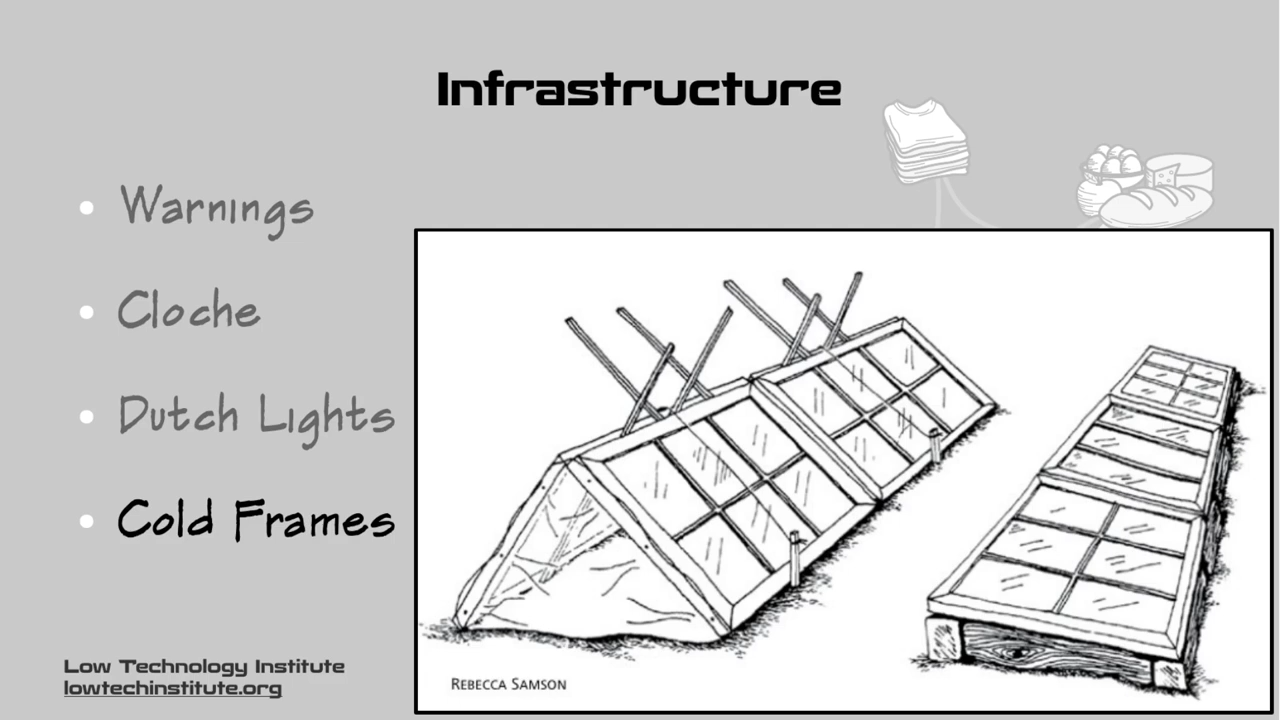 Infrastructure
Warnings
Cloche
Dutch Lights
Cold Frames
Low Technology Institute
lowtechinstitute.org
Rebecca Samson